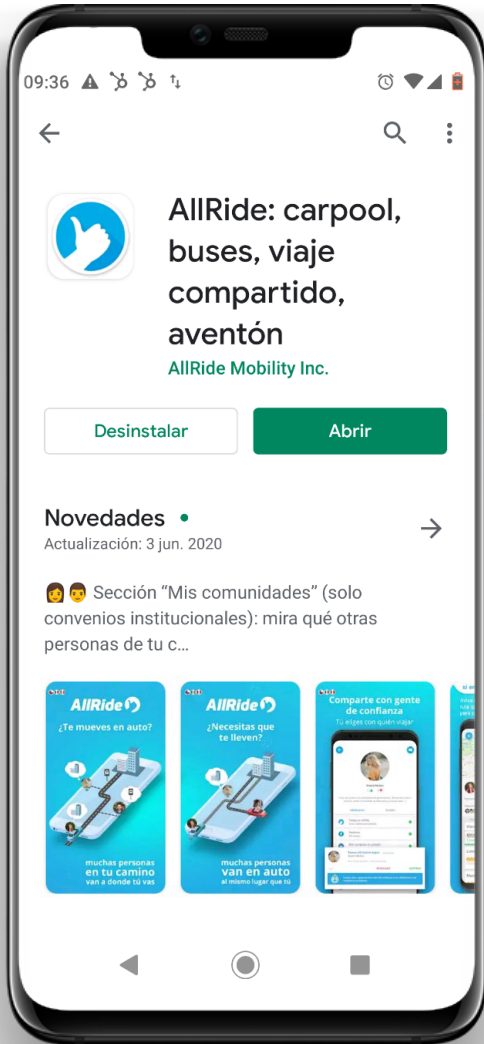 09:36
AllRide: carpool,
buses, viaje
compartido,
aventón
AllRide Mobility Inc.
Desinstalar
Abrir
Novedades •
Actualización: 3 jun. 2020
👩👨 Sección “Mis comunidades” (solo
convenios institucionales): mira qué otras
personas de tu c...
AllRide
¿Te mueves en auto?
muchas personas
en tu camino
van a donde tú vas
AllRide
¿Necesitas que
te lleven?
muchas personas
van en auto
al mismo lugar que tú
Comparte con gente
de confianza
Tú eliges con quién viajar